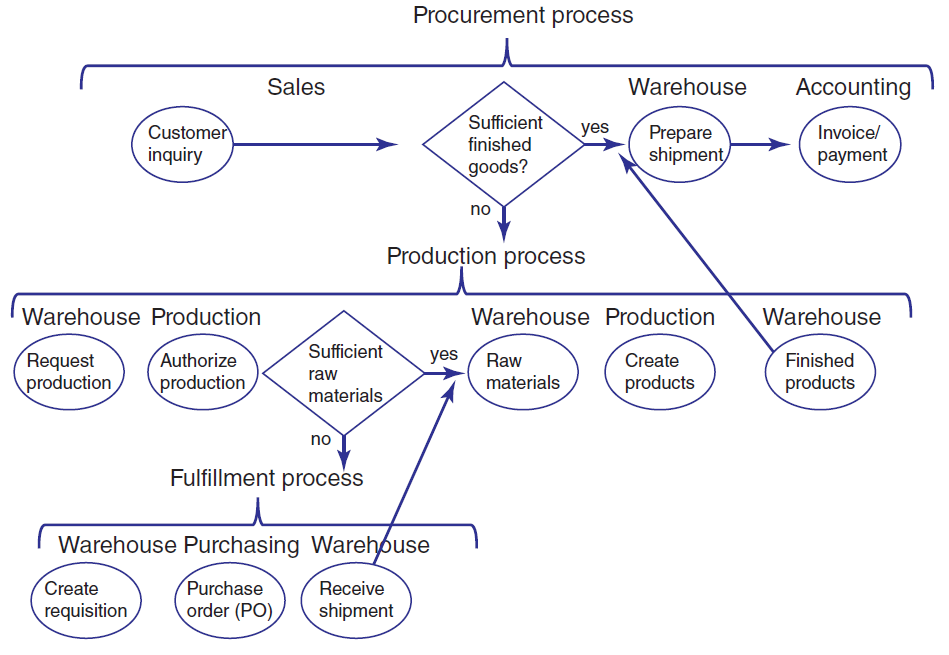 Procurement process
Sales
Warehouse
Accounting
Customer
inquiry
Sufficient
finished
goods?
yes
Prepare
shipment
Invoice/
payment
no
Production process
Warehouse
Production
Warehouse
Production
Warehouse
Request
production
Authorize
production
Sufficient
raw
materials
yes
Raw
materials
Create
products
Finished
products
no
Fulfillment process
Warehouse
Purchasing
Warehouse
Create
requisition
Purchase
order (PO)
Receive
shipment